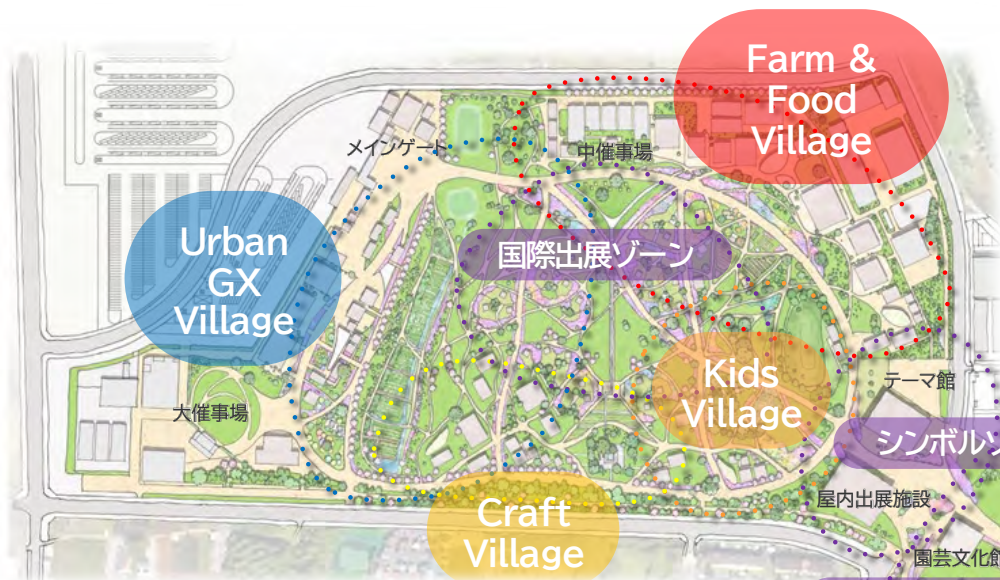 Farm &
Food
Village
メインゲート
中催事場
Urban
GX
Village
国際出展ゾーン
Kids
Village
テーマ館
大催事場
シンボルゾ
屋内出展施設
Craft
Village
園芸文化館